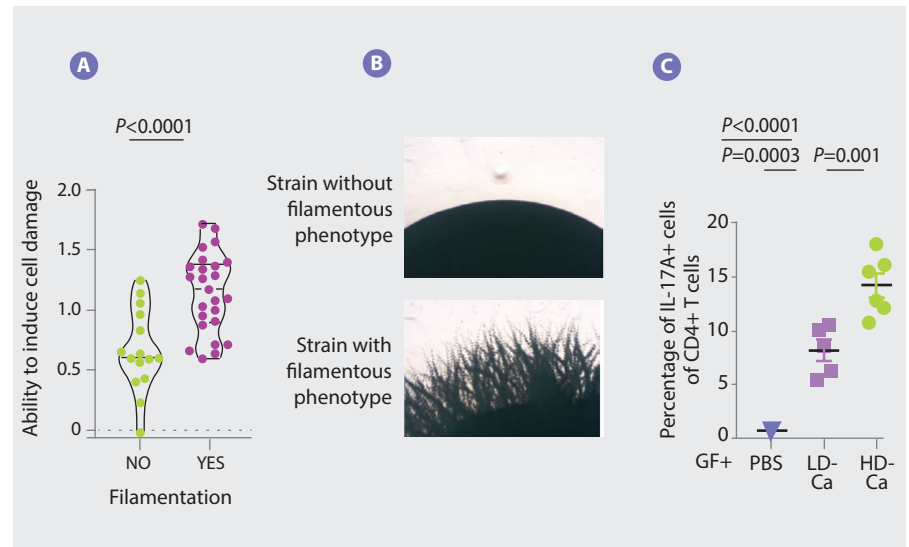 A
B
C
P<0.0001
Ability to induce cell damage
2.0
1.5
1.0
0.5
0
NO
YES
Filamentation
Strain without
filamentous
phenotype
Strain with
filamentous
phenotype
P<0.0001
P=0.0003
P=0.001
Percentage of IL-17A+ cells
of CD4+ T cells
20
15
10
5
0
GF+
PBS
LD-
Ca
HD-
Ca